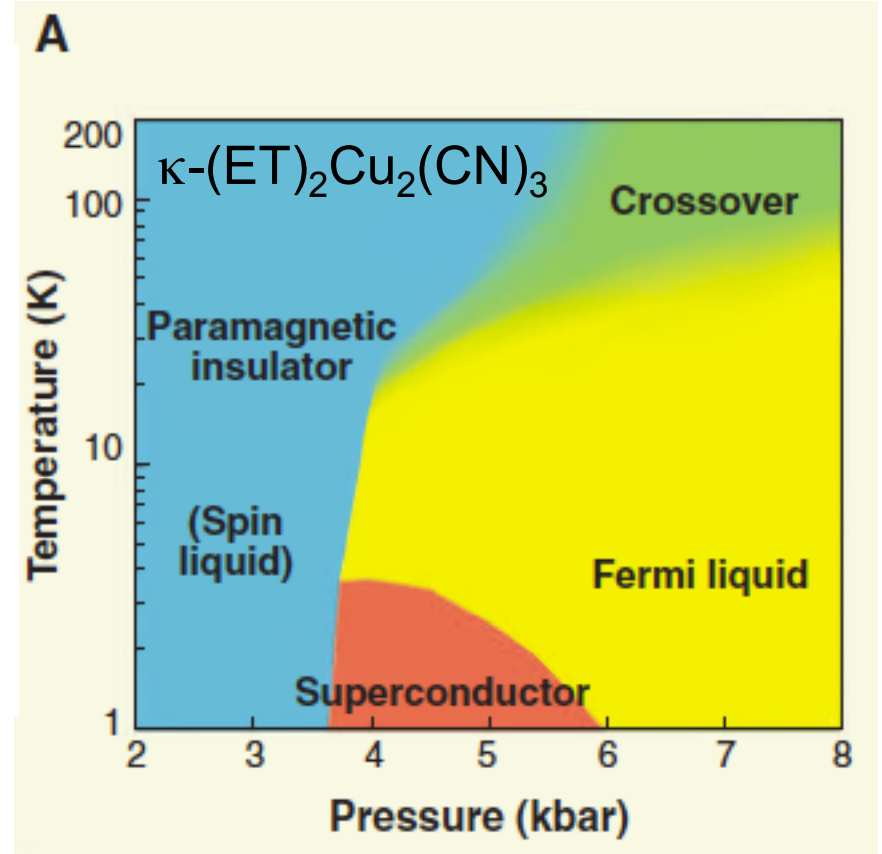 A
κ-(ET)₂Cu₂(CN)₃
200
100
10
1
Temperature (K)
Crossover
Paramagnetic
insulator
(Spin
liquid)
Fermi liquid
Superconductor
2 3 4 5 6 7 8
Pressure (kbar)